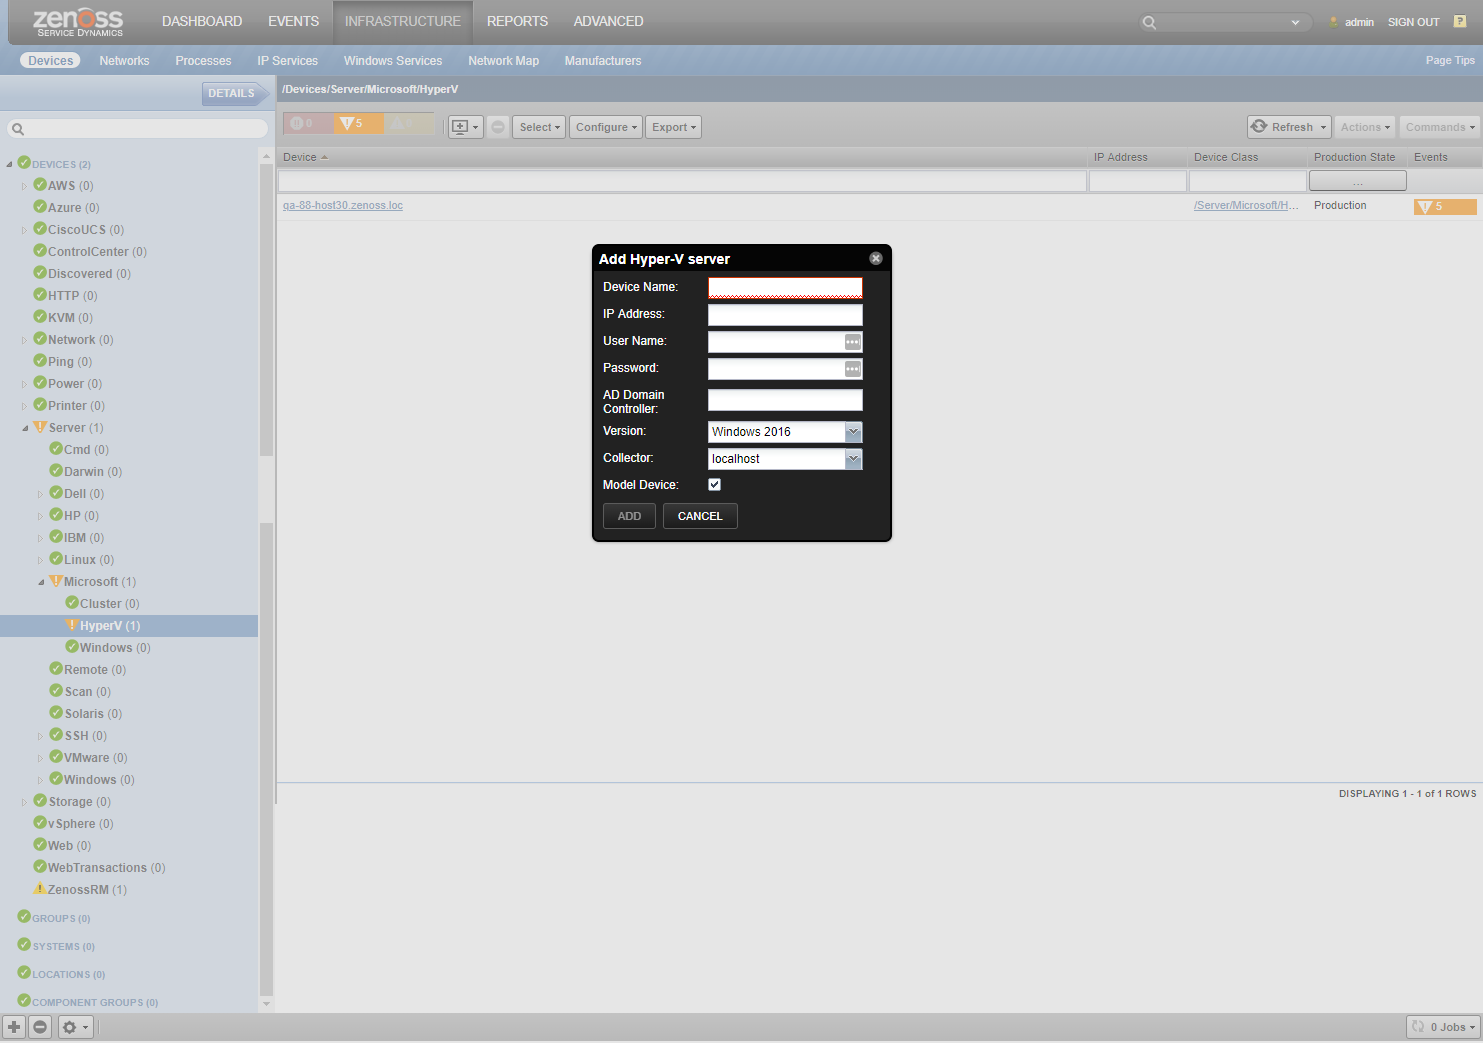 zenoss
SERVICE DYNAMICS
DASHBOARD EVENTS INFRASTRUCTURE REPORTS ADVANCED
admin SIGN OUT ?
Devices Networks Processes IP Services Windows Services Network Map Manufacturers Page Tips
DETAILS
/Devices/Server/Microsoft/HyperV
0 5 0
Select Configure Export Refresh Actions Commands
Device IP Address Device Class Production State Events
...
qa-88-host30.zenoss.loc /Server/Microsoft/H... Production 5
DEVICES (2)
AWS (0)
Azure (0)
CiscoUCS (0)
ControlCenter (0)
Discovered (0)
HTTP (0)
KVM (0)
Network (0)
Ping (0)
Power (0)
Printer (0)
Server (1)
Cmd (0)
Darwin (0)
Dell (0)
HP (0)
IBM (0)
Linux (0)
Microsoft (1)
Cluster (0)
HyperV (1)
Windows (0)
Remote (0)
Scan (0)
Solaris (0)
SSH (0)
VMware (0)
Windows (0)
Storage (0)
vSphere (0)
Web (0)
WebTransactions (0)
ZenossRM (1)
GROUPS (0)
SYSTEMS (0)
LOCATIONS (0)
COMPONENT GROUPS (0)
Add Hyper-V server
Device Name:
IP Address:
User Name:
Password:
AD Domain
Controller:
Version: Windows 2016
Collector: localhost
Model Device:
ADD CANCEL
DISPLAYING 1 - 1 of 1 ROWS
0 Jobs